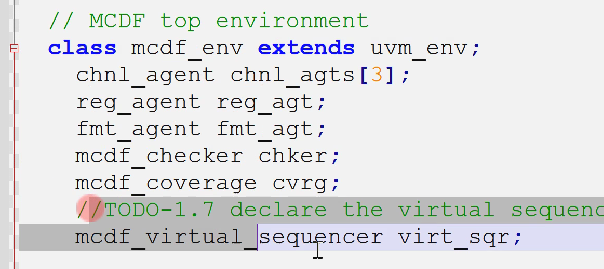 // MCDF top environment
class mcdf_env extends uvm_env;
chnl_agent chnl_agts[3];
reg_agent reg_agt;
fmt_agent fmt_agt;
mcdf_checker chker;
mcdf_coverage cvrg;
//TODO-1.7 declare the virtual
mcdf_virtual_sequencer virt_sqr;